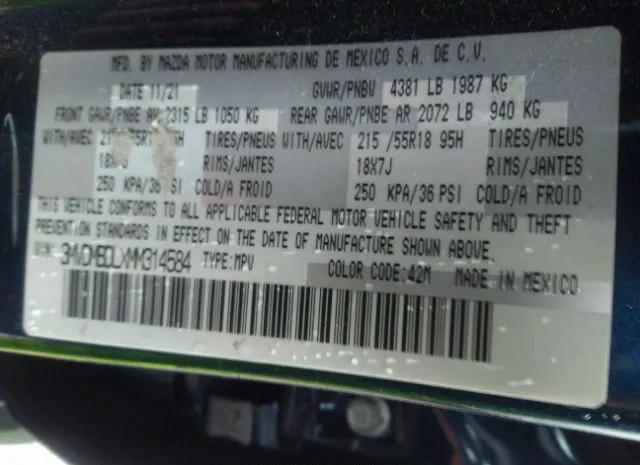 MFD. BY MAZDA MOTOR MANUFACTURING DE MEXICO S.A. DE C.V.
DATE 11/21 GVWR/PNBV 4381 LB 1987 KG
FRONT GAWR/PNBE AV 2315 LB 1050 KG REAR GAWR/PNBE AR 2072 LB 940 KG
WITH/AVEC TIRES/PNEUS WITH/AVEC 215 /55R18 95H TIRES/PNEUS
RIMS/JANTES 18X7J RIMS/JANTES
250 KPA/36 PSI COLD/A FROID 250 KPA/36 PSI COLD/A FROID
THIS VEHICLE CONFORMS TO ALL APPLICABLE FEDERAL MOTOR VEHICLE SAFETY AND THEFT
PREVENTION STANDARDS IN EFFECT ON THE DATE OF MANUFACTURE SHOWN ABOVE.
TYPE:MPV COLOR CODE:42M MADE IN MEXICO